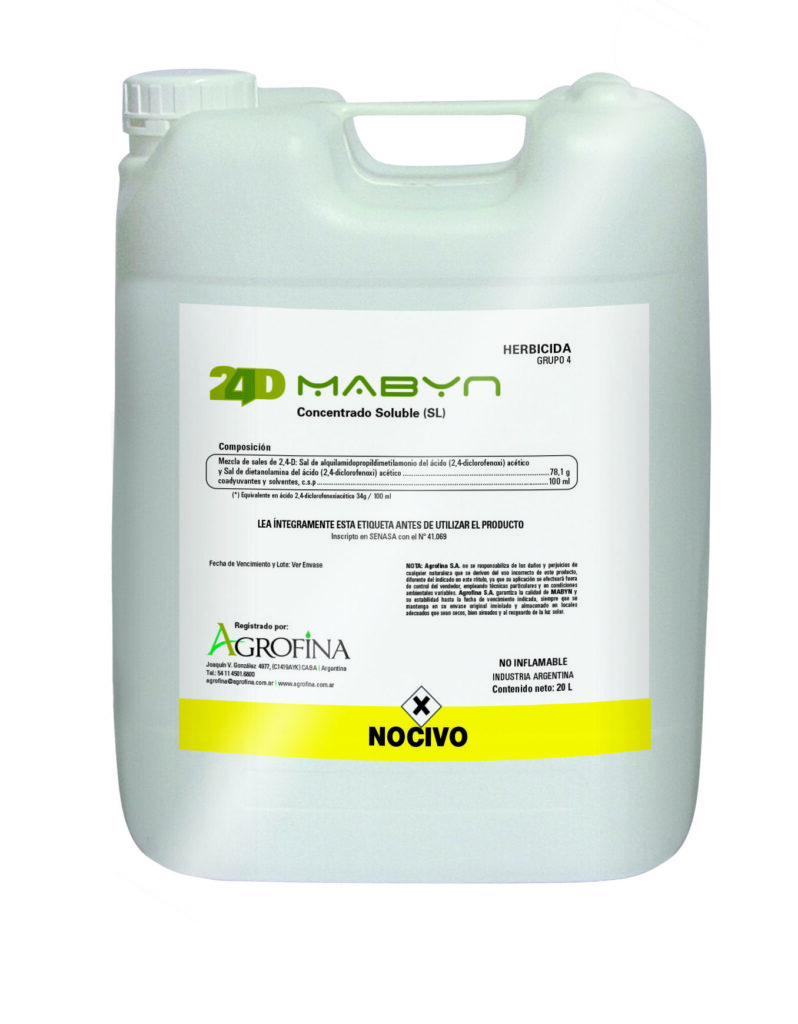 HERBICIDA
GRUPO 4
24D MABYN
Concentrado Soluble (SL)
Composición
Mezcla de sales de 2,4-D: Sal de alquilamidopropildimetilamonio del ácido (2,4-diclorofenoxi) acético
y Sal de dietanolamina del ácido (2,4-diclorofenoxi) acético ............ 78,1 g
coadyuvantes y solventes, c.s.p ............ 100 ml
(*) Equivalente en ácido 2,4-diclorofenoxiacético 34g / 100 ml
LEA ÍNTEGRAMENTE ESTA ETIQUETA ANTES DE UTILIZAR EL PRODUCTO
Inscripto en SENASA con el N° 41.069
Fecha de Vencimiento y Lote: Ver Envase
NOTA: Agrofina S.A. no se responsabiliza de los daños y perjuicios de
cualquier naturaleza que se deriven del uso incorrecto de este producto,
diferente del indicado en este rótulo, ya que su aplicación se efectuará fuera
de control del vendedor, empleando técnicas particulares y en condiciones
ambientales variables. Agrofina S.A. garantiza la calidad de MABYN y
su estabilidad hasta la fecha de vencimiento indicada, siempre que se
mantenga en su envase original inviolado y almacenado en locales
adecuados que sean secos, bien aireados y al resguardo de la luz solar.
Registrado por:
AGROFINA
Joaquín V. González 4977, (C1419AYK) CABA | Argentina
Tel.: 54 11 4501.6800
agrofina@agrofina.com.ar | www.agrofina.com.ar
NO INFLAMABLE
INDUSTRIA ARGENTINA
Contenido neto: 20 L
X
NOCIVO